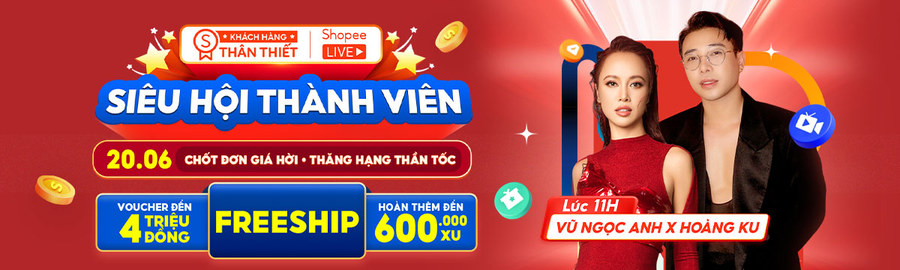 S KHÁCH HÀNG
THÂN THIẾT
Shopee
LIVE
SIÊU HỘI THÀNH VIÊN
20.06 CHỐT ĐƠN GIÁ HỜI • THĂNG HẠNG THẦN TỐC
VOUCHER ĐẾN
4 TRIỆU
ĐỒNG
FREESHIP
HOÀN THÊM ĐẾN
600.000
XU
Lúc 11H
VŨ NGỌC ANH X HOÀNG KU